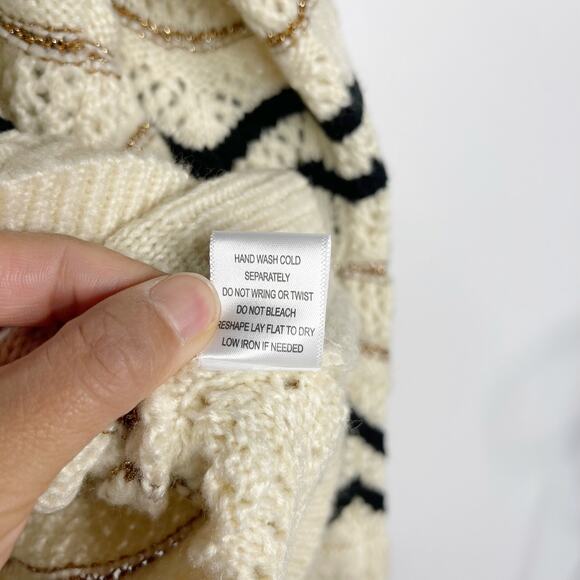 HAND WASH COLD
SEPARATELY
DO NOT WRING OR TWIST
DO NOT BLEACH
RESHAPE LAY FLAT TO DRY
LOW IRON IF NEEDED